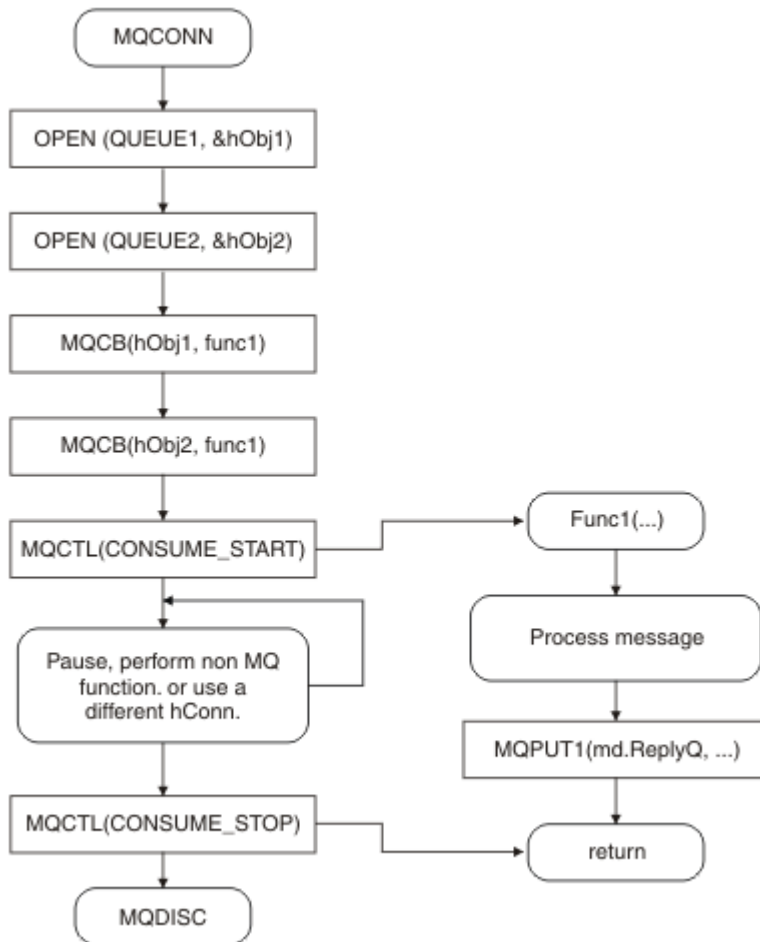 MQCONN
OPEN (QUEUE1, &hObj1)
OPEN (QUEUE2, &hObj2)
MQCB(hObj1, func1)
MQCB(hObj2, func1)
MQCTL(CONSUME_START)
Pause, perform non MQ
function. or use a
different hConn.
MQCTL(CONSUME_STOP)
MQDISC
Func1(...)
Process message
MQPUT1(md.ReplyQ, ...)
return